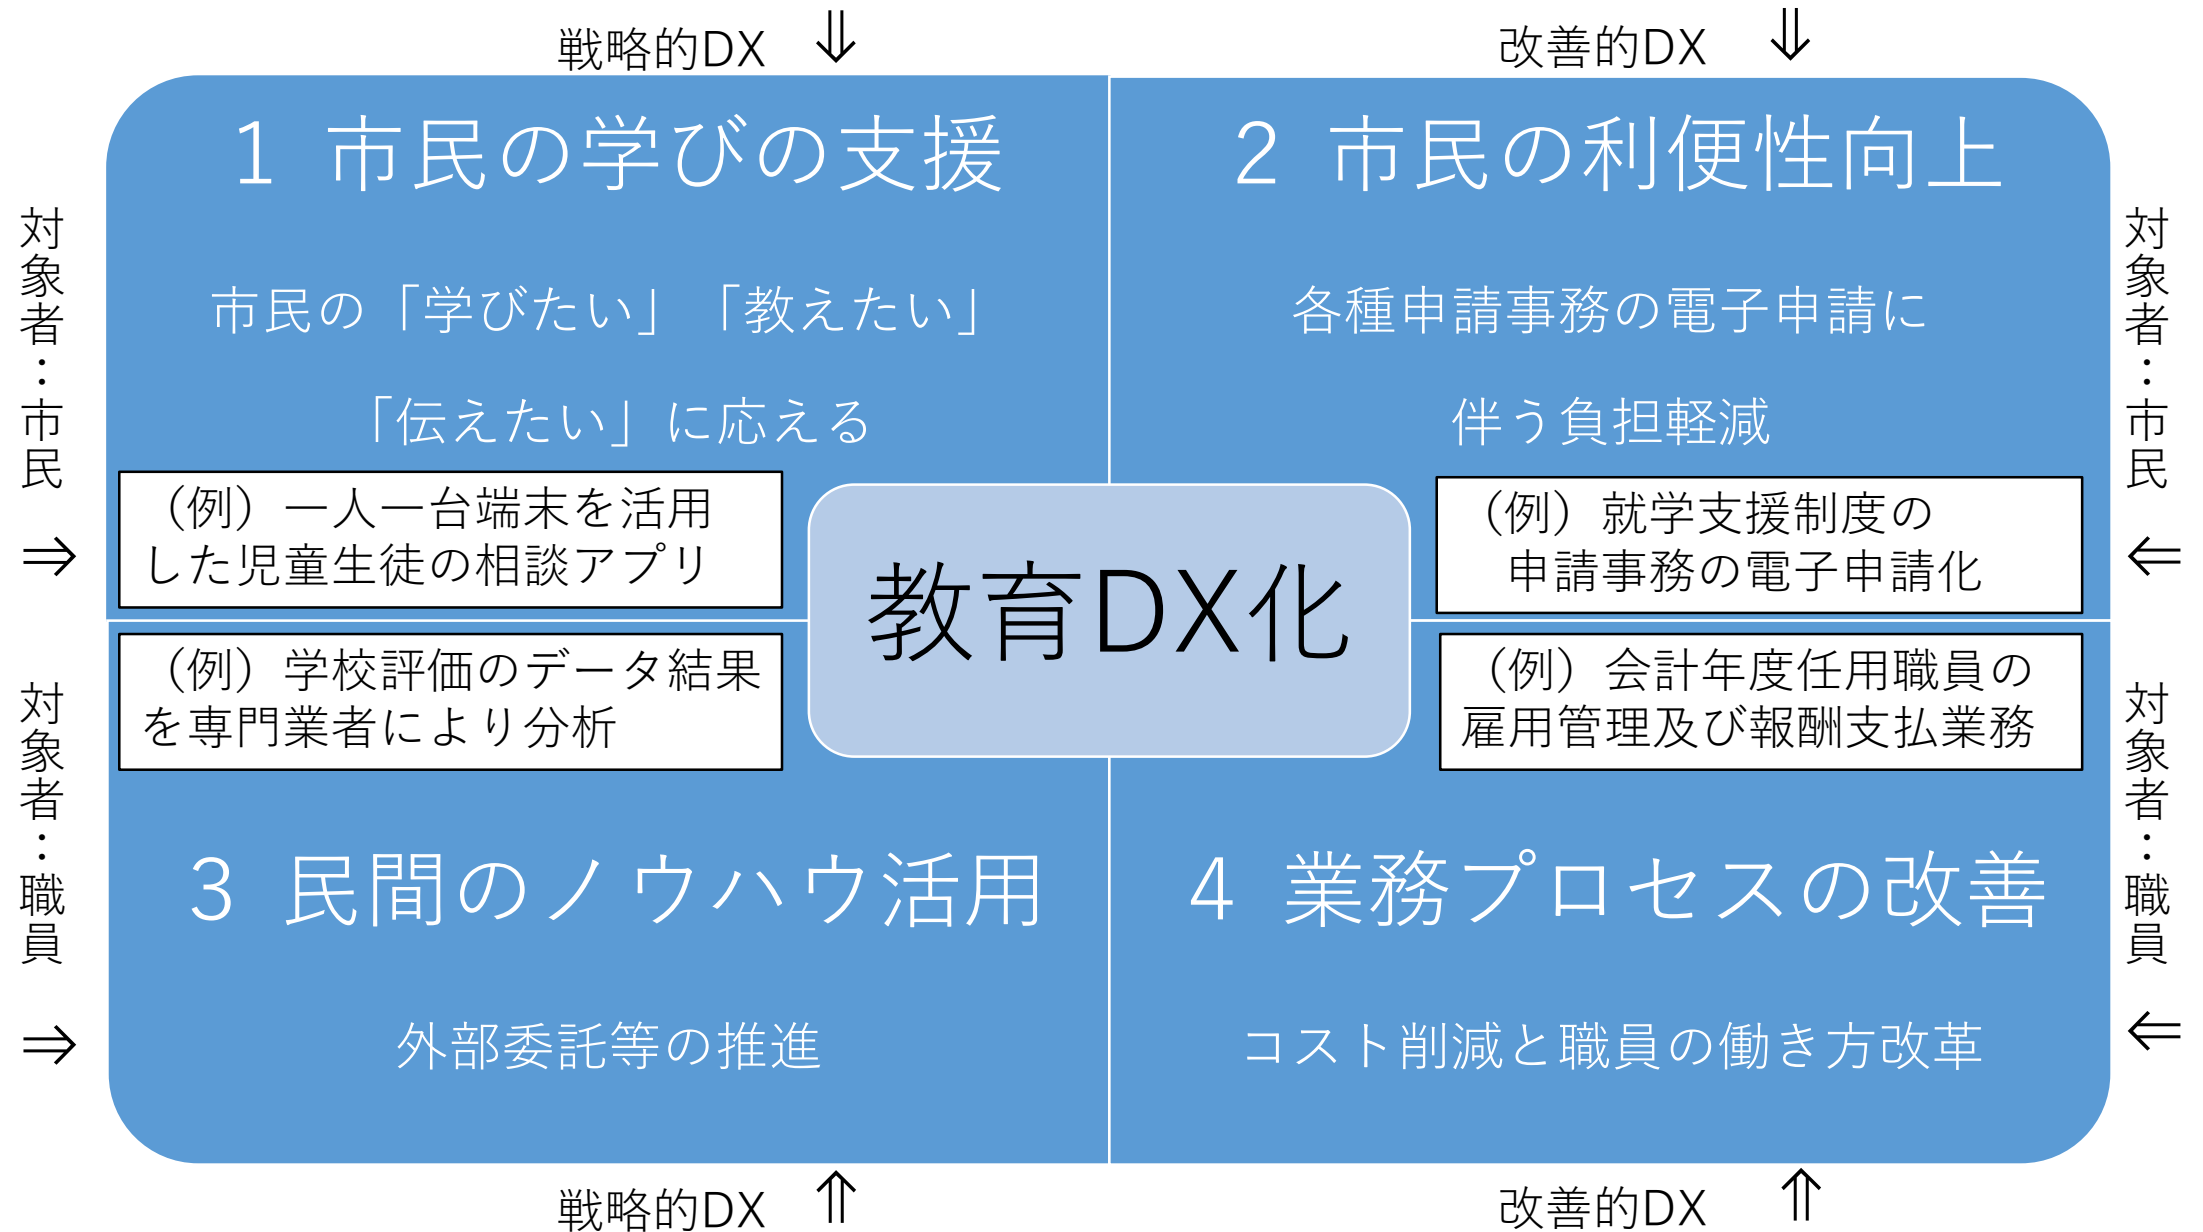 戦略的DX ⇓
改善的DX ⇓
対象者：市民
⇒
1 市民の学びの支援
市民の「学びたい」「教えたい」
「伝えたい」に応える
（例）一人一台端末を活用
した児童生徒の相談アプリ
2 市民の利便性向上
各種申請事務の電子申請に
伴う負担軽減
（例）就学支援制度の
申請事務の電子申請化
対象者：市民
⇐
教育DX化
対象者：職員
⇒
（例）学校評価のデータ結果
を専門業者により分析
3 民間のノウハウ活用
外部委託等の推進
（例）会計年度任用職員の
雇用管理及び報酬支払業務
4 業務プロセスの改善
コスト削減と職員の働き方改革
対象者：職員
⇐
戦略的DX ⇑
改善的DX ⇑